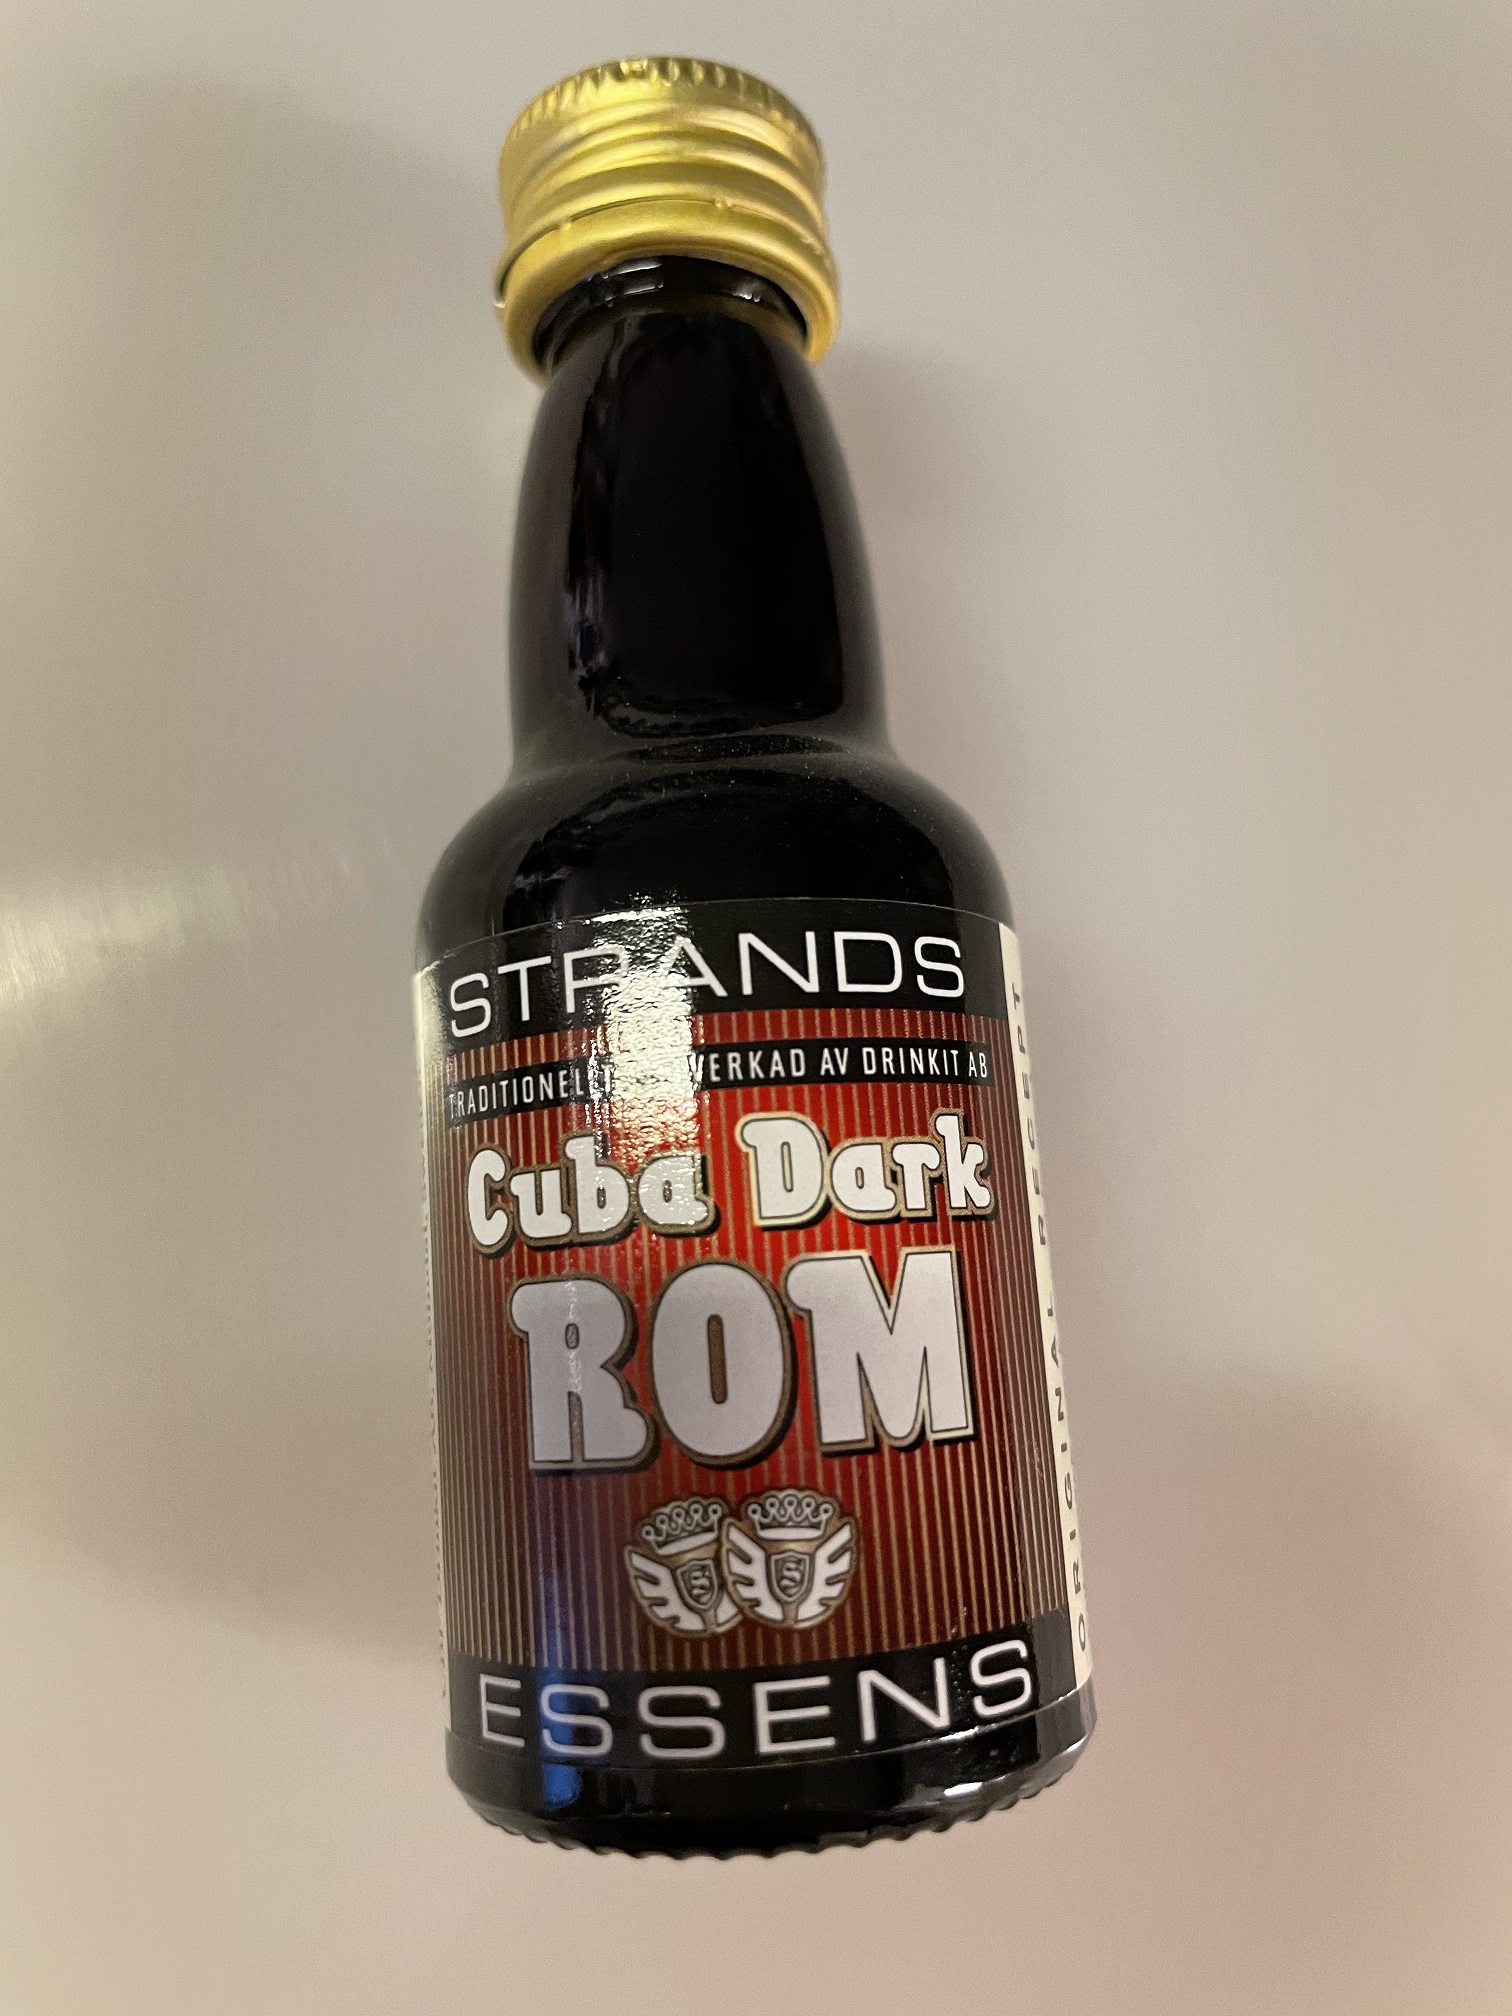 STRANDS
AV DRINKIT AB
Cuba Dark
ROM
S S
ESSENS
ORIGINAL RECEPT